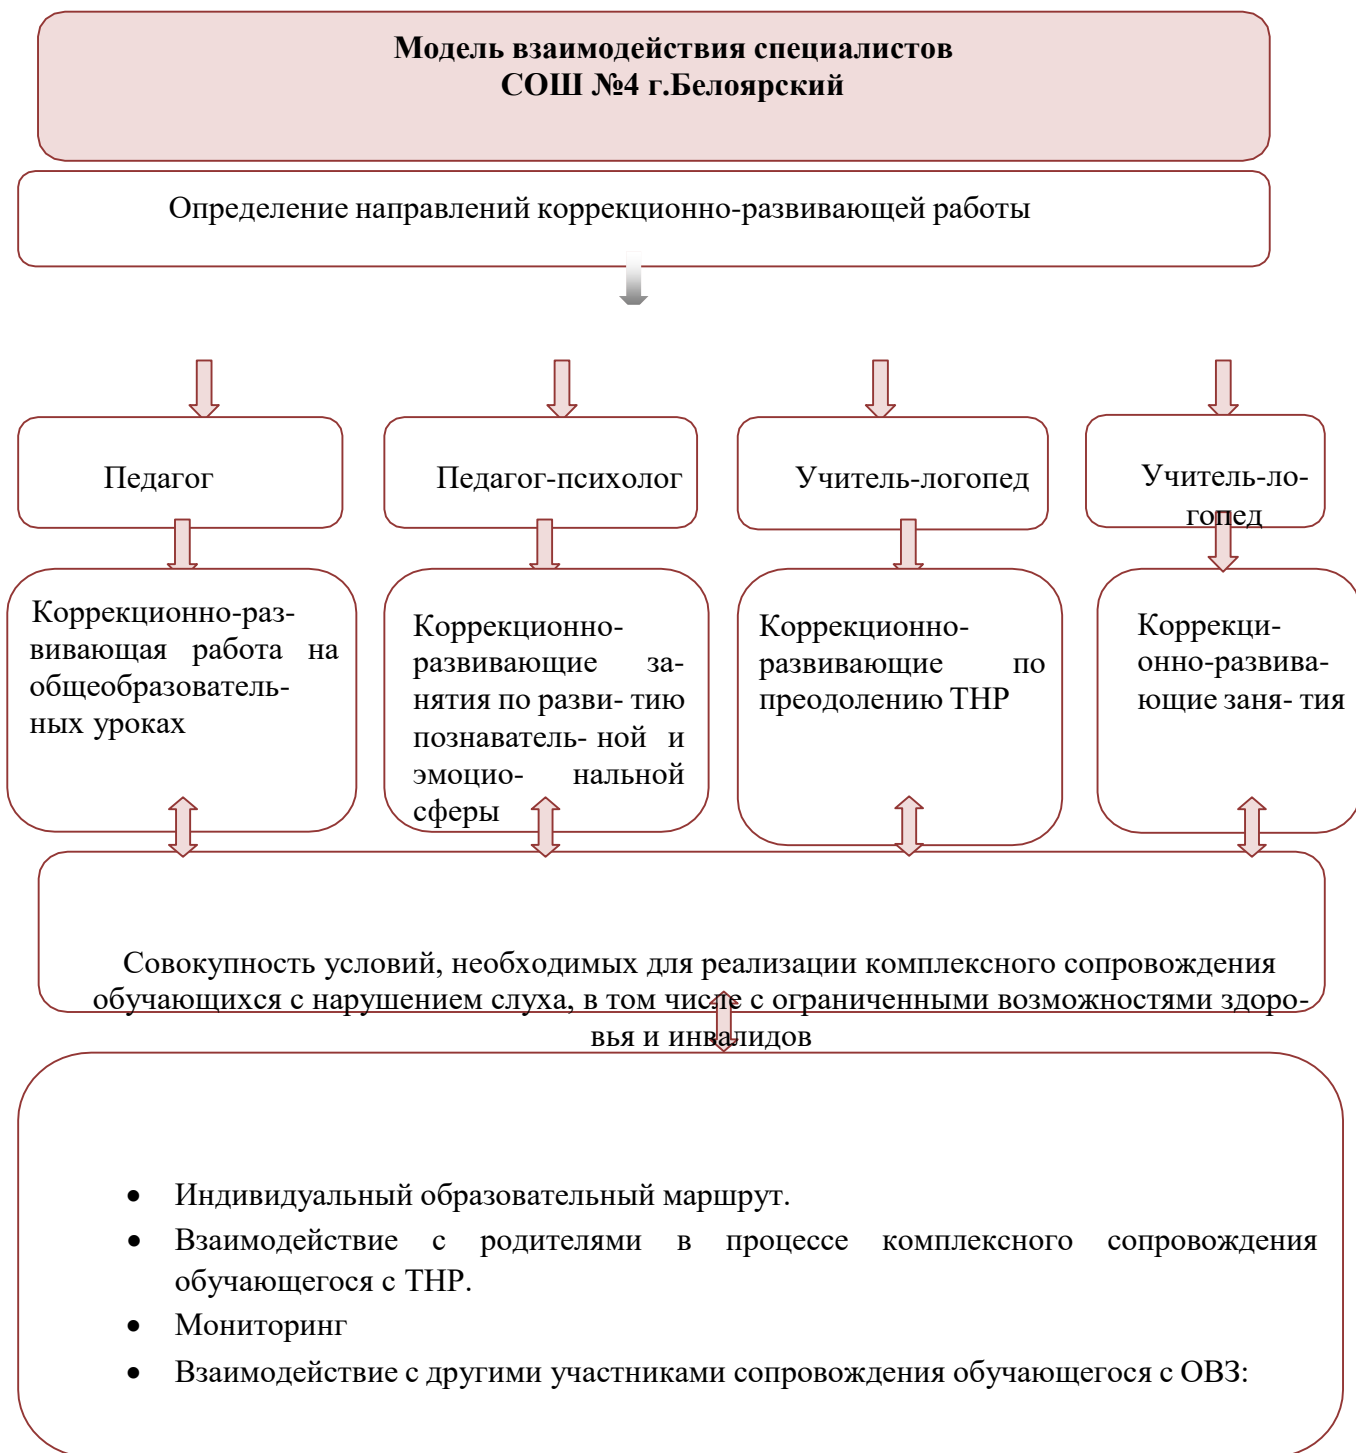 Модель взаимодействия специалистов
СОШ №4 г.Белоярский
Определение направлений коррекционно-развивающей работы
Педагог
Педагог-психолог
Учитель-логопед
Учитель-ло-
гопед
Коррекционно-раз-
вивающая работа на
общеобразователь-
ных уроках
Коррекционно-
развивающие за-
нятия по разви- тию
познаватель- ной и
эмоцио- нальной
сферы
Коррекционно-
развивающие по
преодолению ТНР
Коррекци-
онно-развива-
ющие заня- тия
Совокупность условий, необходимых для реализации комплексного сопровождения
обучающихся с нарушением слуха, в том числе с ограниченными возможностями здоро-
вья и инвалидов
• Индивидуальный образовательный маршрут.
• Взаимодействие с родителями в процессе комплексного сопровождения
обучающегося с ТНР.
• Мониторинг
• Взаимодействие с другими участниками сопровождения обучающегося с ОВЗ: